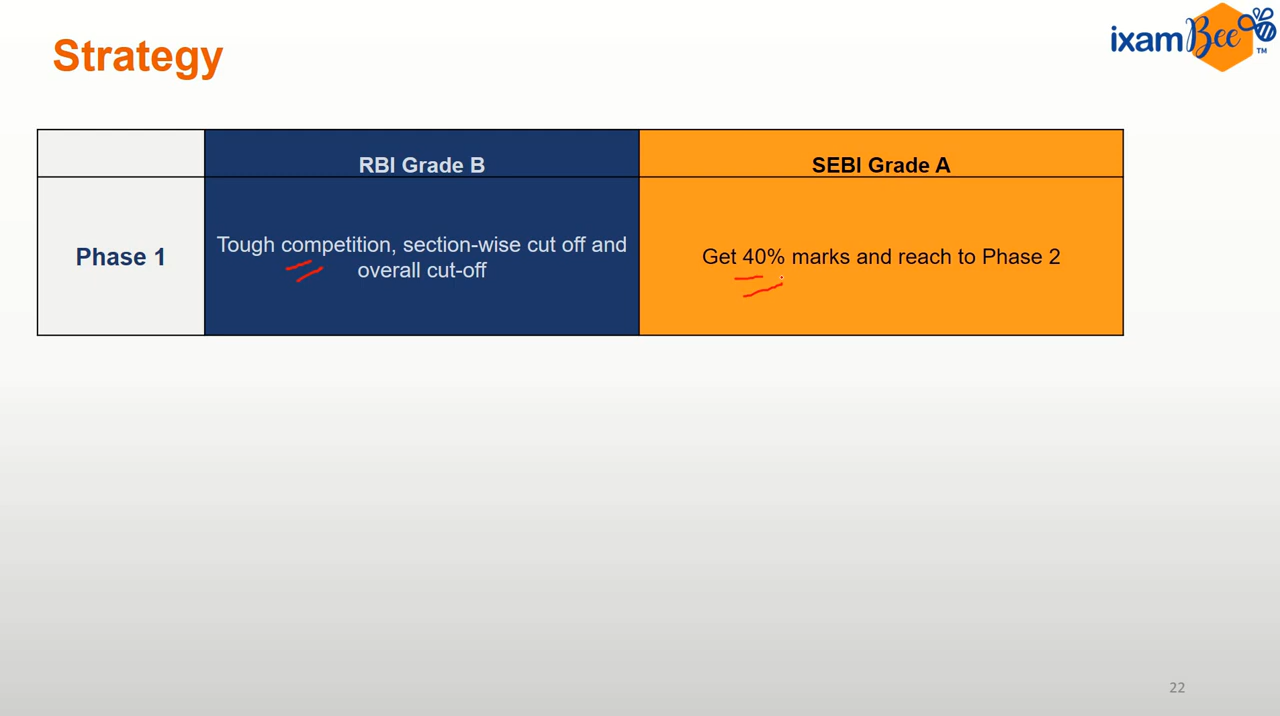 Strategy
ixamBee
TM
RBI Grade B
SEBI Grade A
Phase 1
Tough competition, section-wise cut off and
overall cut-off
Get 40% marks and reach to Phase 2
22